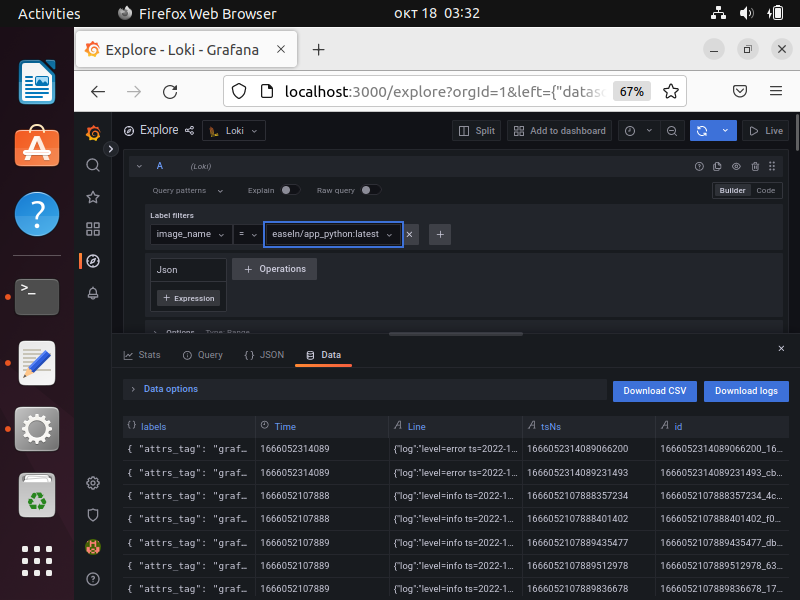 Activities
Firefox Web Browser
окт 18 03:32
Explore - Loki - Grafana
localhost:3000/explore?orgId=1&left={"datas
67%
Explore
Loki
Split
Add to dashboard
Live
A
(Loki)
Query patterns
Explain
Raw query
Builder
Code
Label filters
image_name
=
easeln/app_python:latest
Json
+ Operations
+ Expression
Options
Type: Range
Stats
Query
{} JSON
Data
Data options
Download CSV
Download logs
labels
Time
Line
tsNs
id
{ "attrs_tag": "graf... 1666052314089 {"log":"level=error ts=2022-1... 1666052314089066200 1666052314089066200_16...
{ "attrs_tag": "graf... 1666052314089 {"log":"level=error ts=2022-1... 1666052314089231493 1666052314089231493_cb...
{ "attrs_tag": "graf... 1666052107888 {"log":"level=info ts=2022-1... 1666052107888357234 1666052107888357234_4c...
{ "attrs_tag": "graf... 1666052107888 {"log":"level=info ts=2022-1... 1666052107888401402 1666052107888401402_f0...
{ "attrs_tag": "graf... 1666052107889 {"log":"level=info ts=2022-1... 1666052107889435477 1666052107889435477_db...
{ "attrs_tag": "graf... 1666052107889 {"log":"level=info ts=2022-1... 1666052107889512978 1666052107889512978_63...
{ "attrs_tag": "graf... 1666052107889 {"log":"level=info ts=2022-1... 1666052107889836678 1666052107889836678_17...